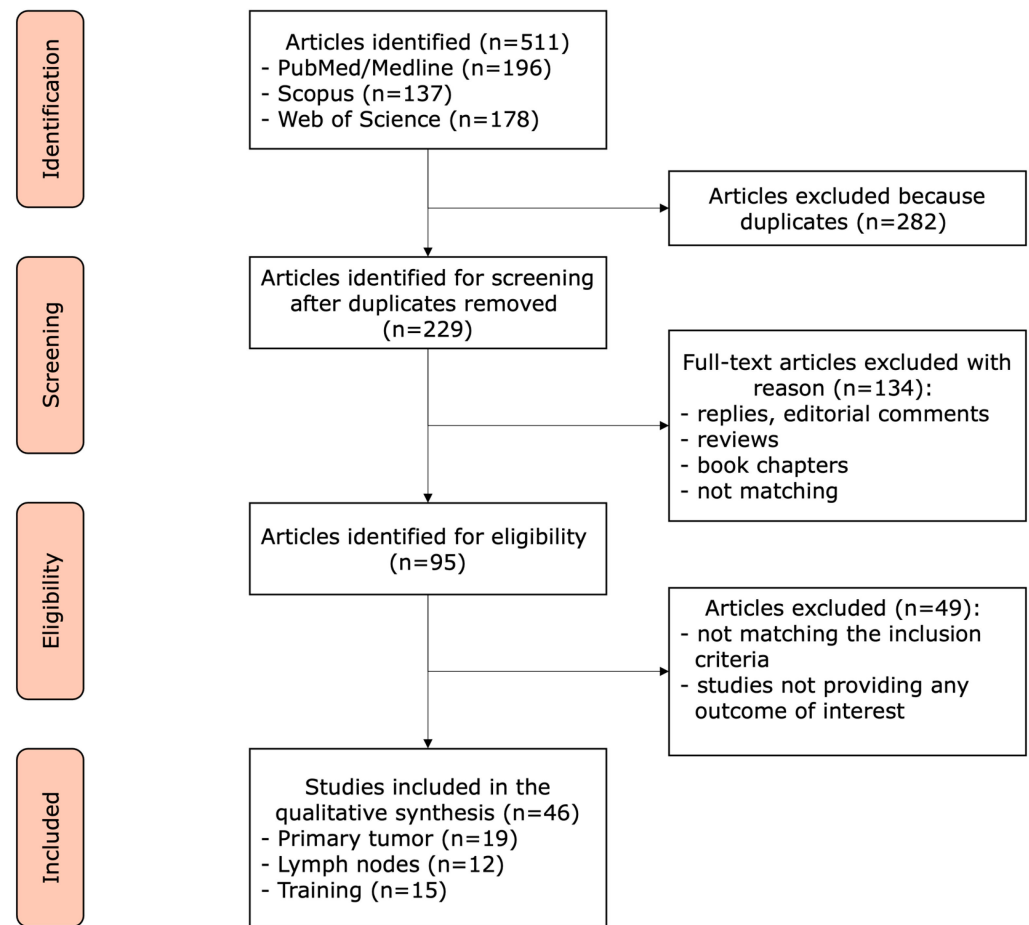 Identification
Articles identified (n=511)
- PubMed/Medline (n=196)
- Scopus (n=137)
- Web of Science (n=178)
Articles excluded because
duplicates (n=282)
Screening
Articles identified for screening
after duplicates removed
(n=229)
Full-text articles excluded with
reason (n=134):
- replies, editorial comments
- reviews
- book chapters
- not matching
Eligibility
Articles identified for eligibility
(n=95)
Articles excluded (n=49):
- not matching the inclusion
criteria
- studies not providing any
outcome of interest
Included
Studies included in the
qualitative synthesis (n=46)
- Primary tumor (n=19)
- Lymph nodes (n=12)
- Training (n=15)